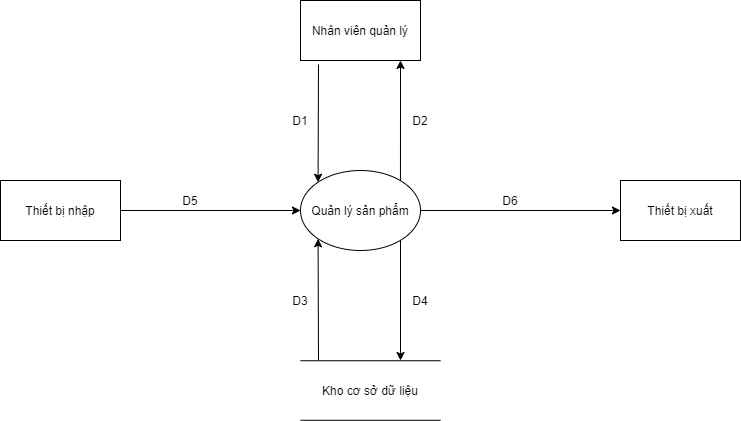 Nhân viên quản lý
D1
D2
Thiết bị nhập
D5
Quản lý sản phẩm
D6
Thiết bị xuất
D3
D4
Kho cơ sở dữ liệu